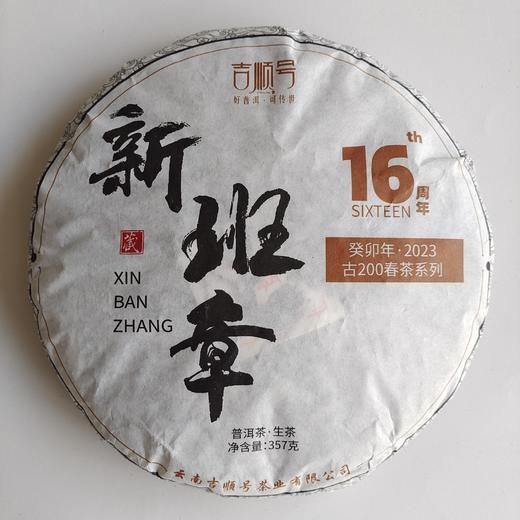 吉顺号
好普洱·可传世
新班章
16th
周年
SIXTEEN
癸卯年·2023
古200春茶系列
藏
XIN
BAN
ZHANG
普洱茶·生茶
净含量:357克
云南吉顺号茶业有限公司